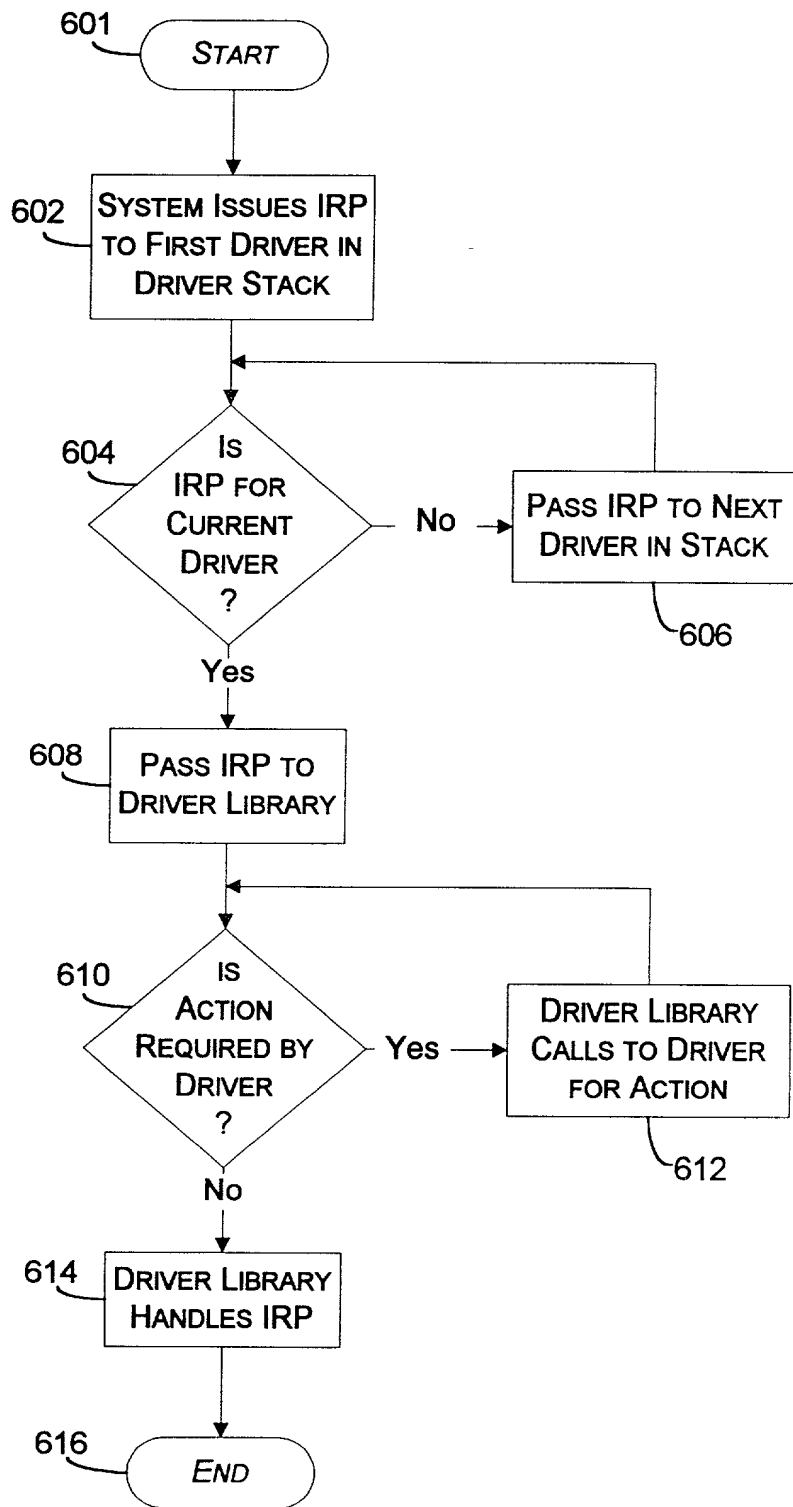 601
START
602
SYSTEM ISSUES IRP
TO FIRST DRIVER IN
DRIVER STACK
604
IS
IRP FOR
CURRENT
DRIVER
?
No
PASS IRP TO NEXT
DRIVER IN STACK
606
Yes
608
PASS IRP TO
DRIVER LIBRARY
610
IS
ACTION
REQUIRED BY
DRIVER
?
Yes
DRIVER LIBRARY
CALLS TO DRIVER
FOR ACTION
612
No
614
DRIVER LIBRARY
HANDLES IRP
616
END